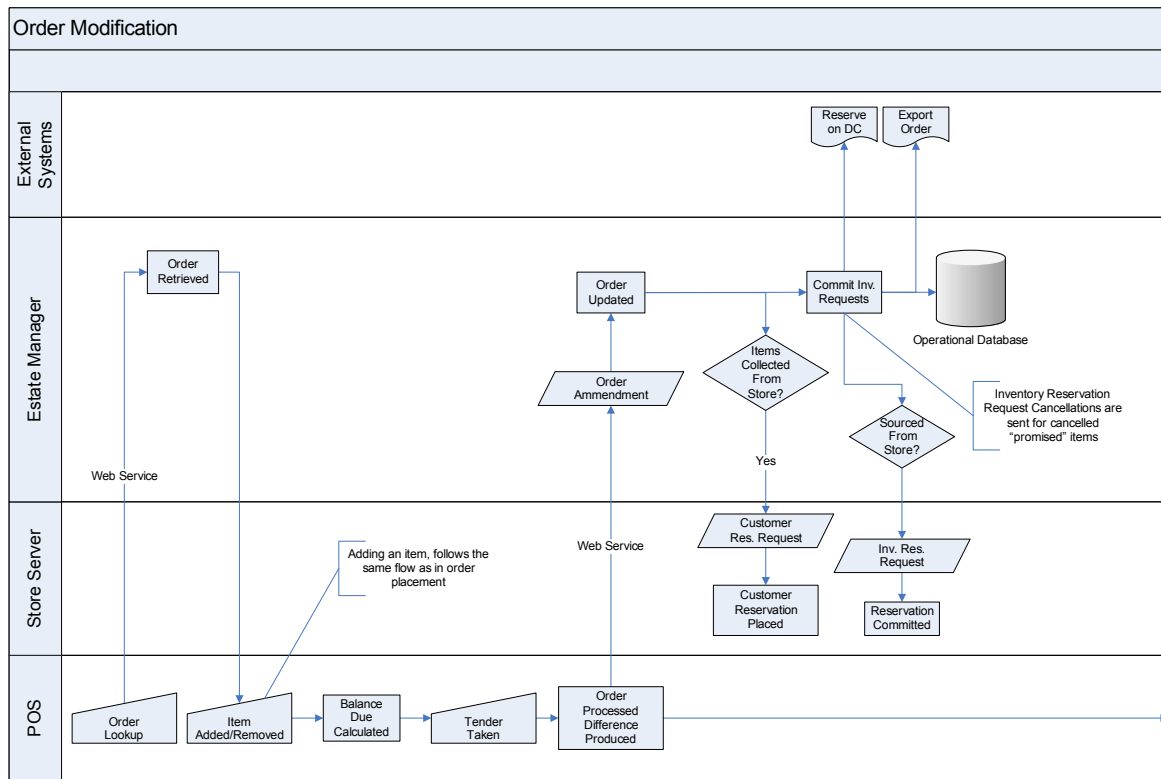 Order Modification
External
Systems
Reserve
on DC
Export
Order
Estate Manager
Order
Retrieved
Order
Updated
Commit Inv.
Requests
Operational Database
Items
Collected
From
Store?
Order
Ammendment
Sourced
From
Store?
Inventory Reservation
Request Cancellations are
sent for cancelled
“promised” items
Web Service
Yes
Store Server
Customer
Res. Request
Web Service
Adding an item, follows the
same flow as in order
placement
Inv. Res.
Request
Customer
Reservation
Placed
Reservation
Committed
POS
Order
Lookup
Item
Added/Removed
Balance
Due
Calculated
Tender
Taken
Order
Processed
Difference
Produced